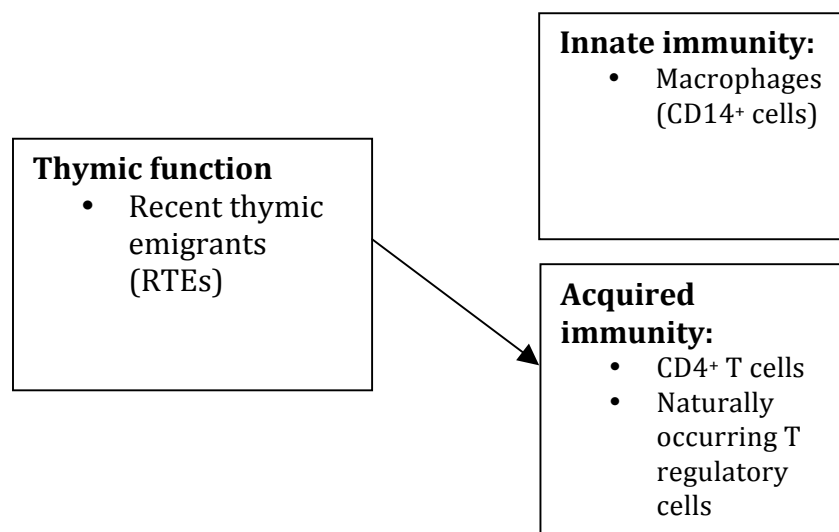 Innate immunity:
• Macrophages
(CD14⁺ cells)
Thymic function
• Recent thymic
emigrants
(RTEs)
Acquired
immunity:
• CD4⁺ T cells
• Naturally
occurring T
regulatory
cells